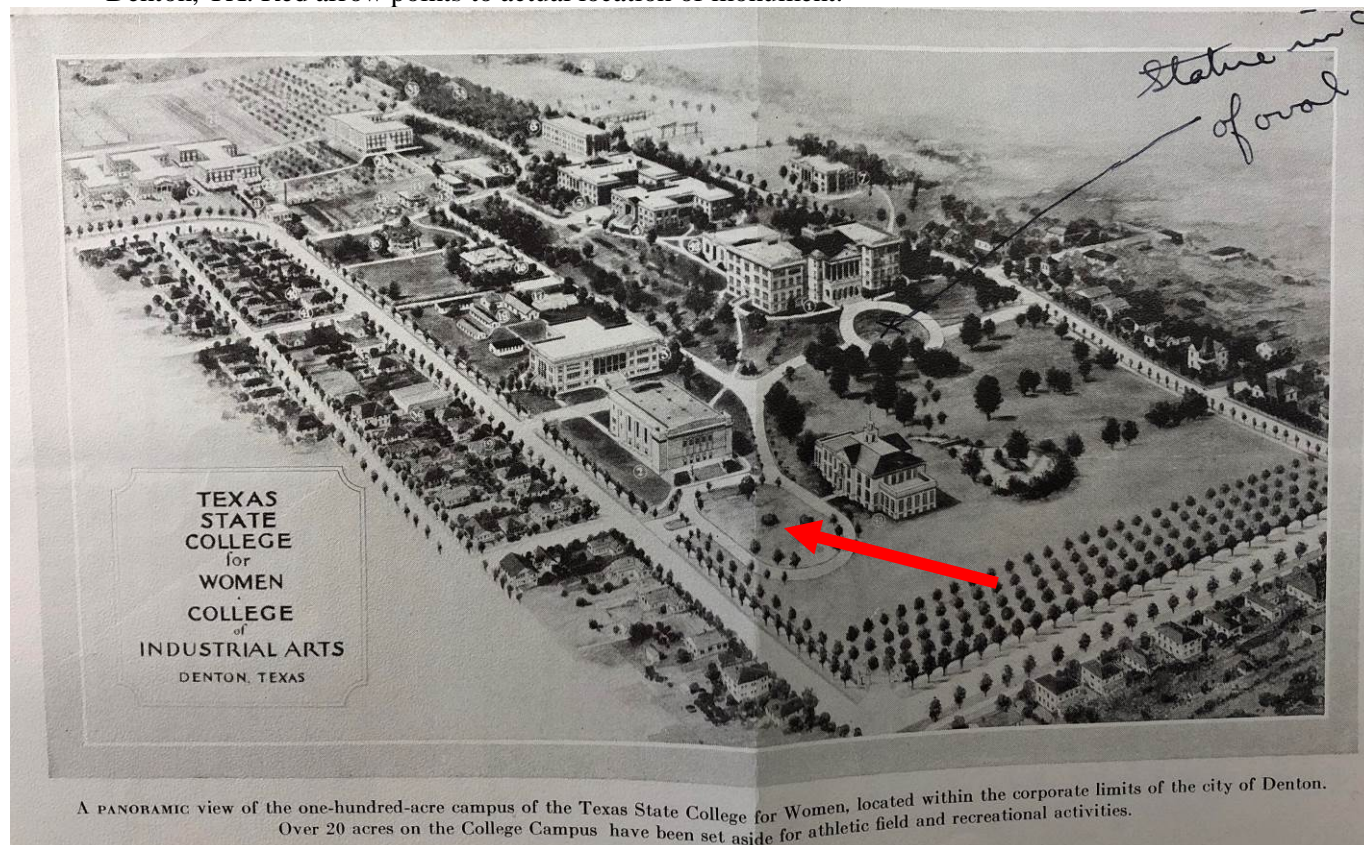 Denton, TX. Red arrow points to actual location of monument.
Statue in
of oval
TEXAS
STATE
COLLEGE
for
WOMEN
COLLEGE
of
INDUSTRIAL ARTS
DENTON, TEXAS
A PANORAMIC view of the one-hundred-acre campus of the Texas State College for Women, located within the corporate limits of the city of Denton.
Over 20 acres on the College Campus have been set aside for athletic field and recreational activities.